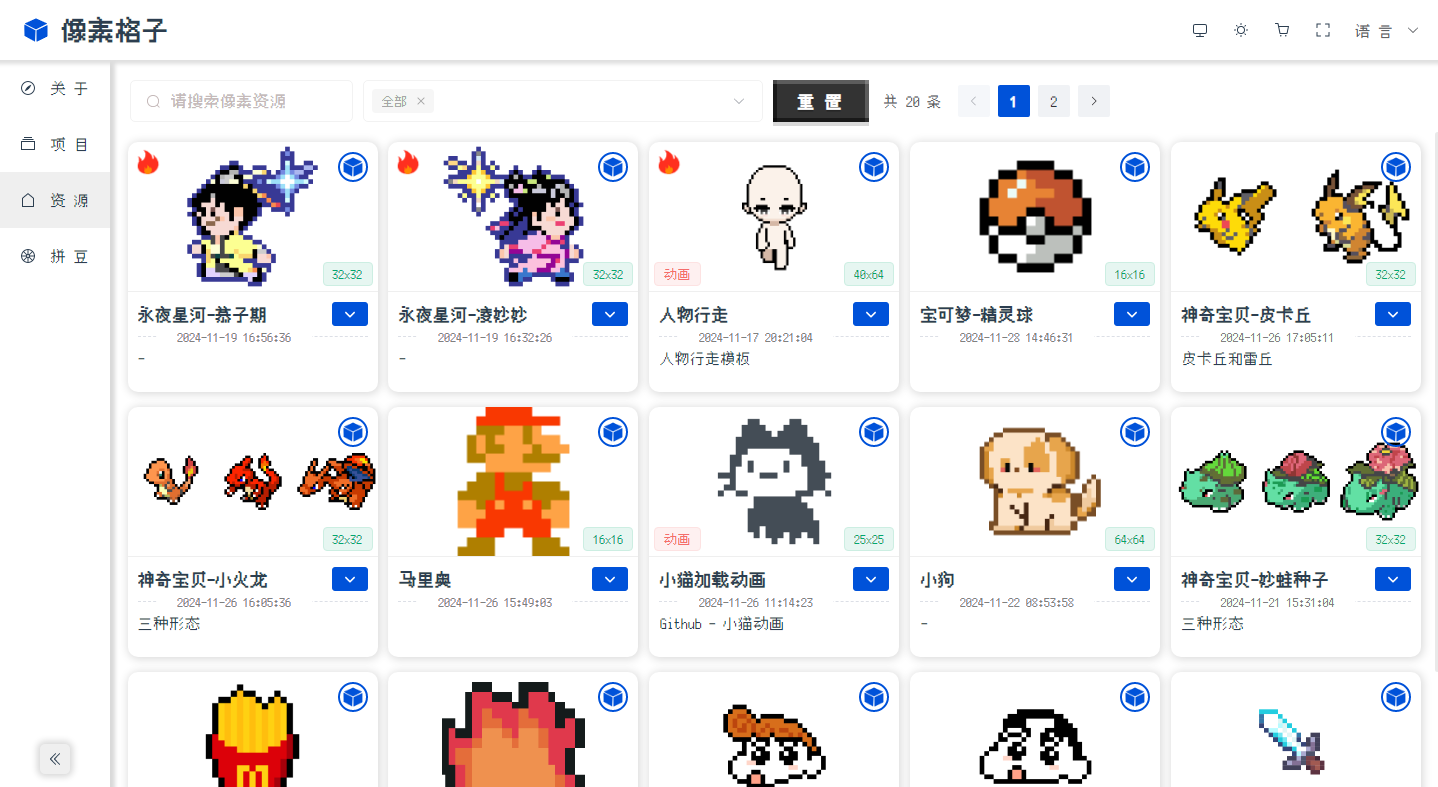 像素格子
语言
关于
项目
资源
拼豆
请搜索像素资源
全部
重置
共 20 条
1
2
32x32
永夜星河-慕子期
2024-11-19 16:56:36
-
32x32
永夜星河-凌妙妙
2024-11-19 16:32:26
-
动画
40x64
人物行走
2024-11-17 20:21:04
人物行走模板
16x16
宝可梦-精灵球
2024-11-28 14:46:31
32x32
神奇宝贝-皮卡丘
2024-11-26 17:05:11
皮卡丘和雷丘
32x32
神奇宝贝-小火龙
2024-11-26 16:05:36
三种形态
16x16
马里奥
2024-11-26 15:49:03
动画
25x25
小猫加载动画
2024-11-26 11:14:23
Github - 小猫动画
64x64
小狗
2024-11-22 08:53:58
-
32x32
神奇宝贝-妙蛙种子
2024-11-21 15:31:04
三种形态